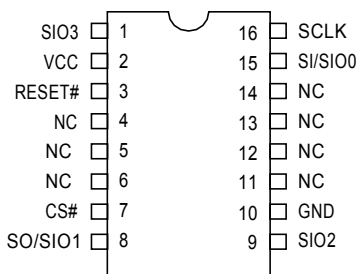 SIO3 1 16 SCLK
VCC 2 15 SI/SIO0
RESET# 3 14 NC
NC 4 13 NC
NC 5 12 NC
NC 6 11 NC
CS# 7 10 GND
SO/SIO1 8 9 SIO2